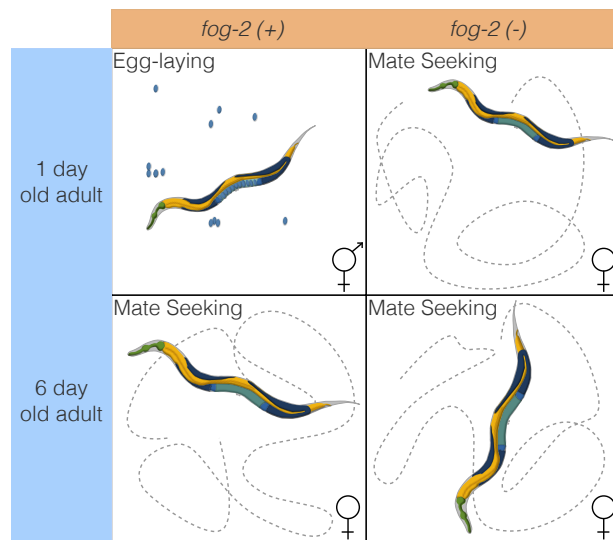 fog-2 (+)
fog-2 (-)
1 day
old adult
Egg-laying
Mate Seeking
6 day
old adult
Mate Seeking
Mate Seeking